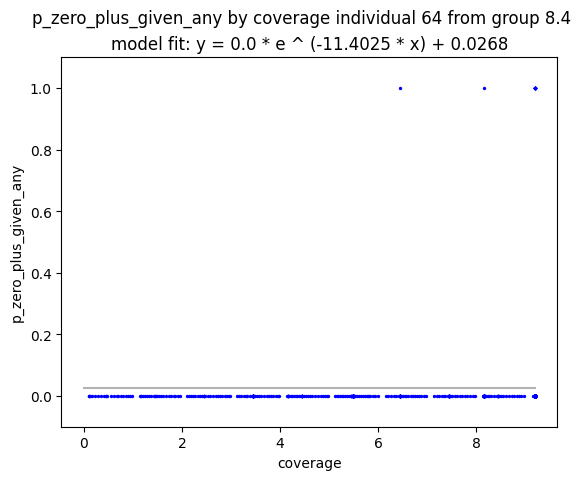 p_zero_plus_given_any by coverage individual 64 from group 8.4
model fit: y = 0.0 * e ^ (-11.4025 * x) + 0.0268
1.0
0.8
0.6
0.4
0.2
0.0
p_zero_plus_given_any
0 2 4 6 8
coverage